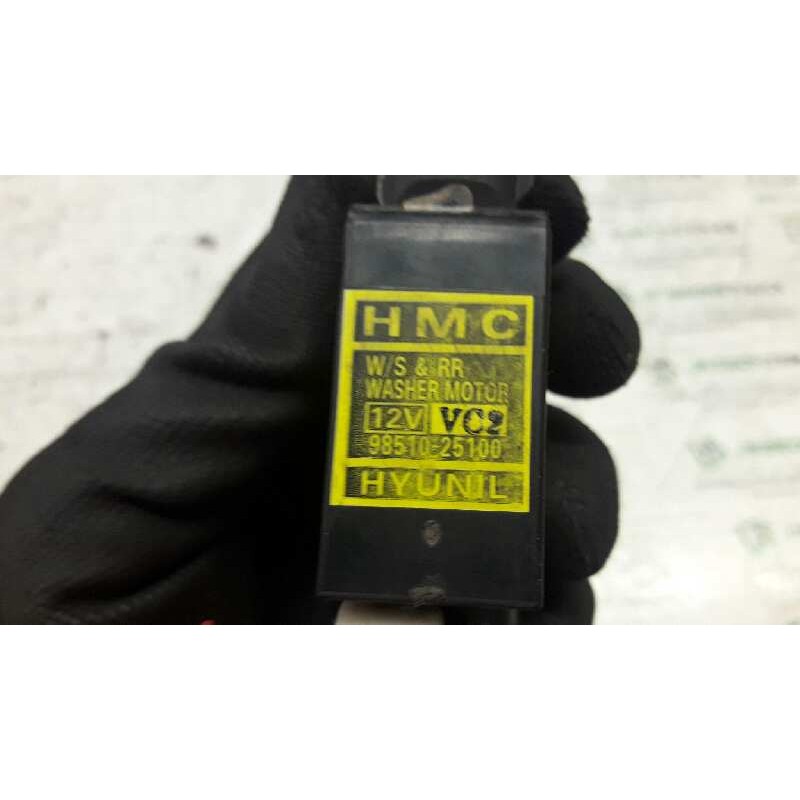 HMC
W/S & RR
WASHER MOTOR
12V VC2
98510-25100
HYUNIL